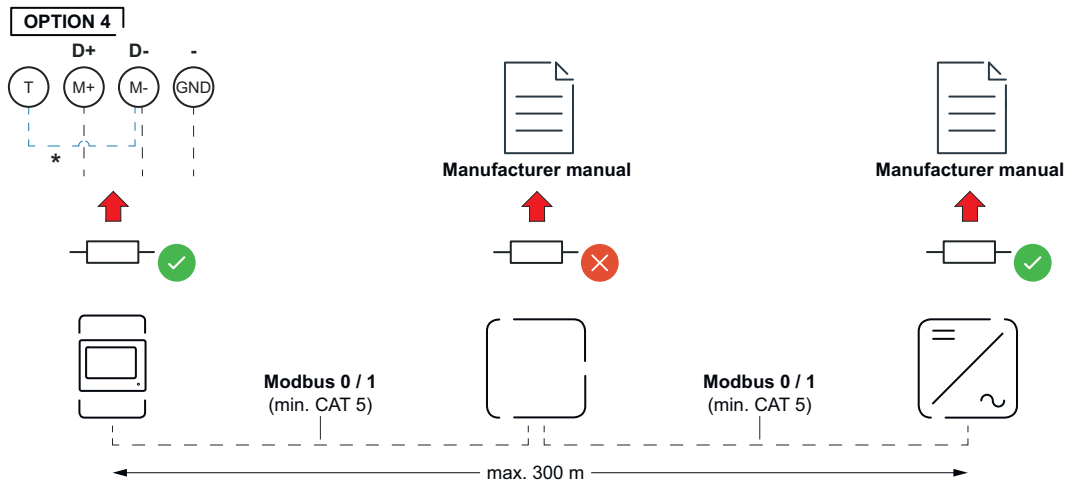 OPTION 4
D+ D- -
T M+ M- GND
*
Manufacturer manual
Manufacturer manual
Modbus 0 / 1
(min. CAT 5)
Modbus 0 / 1
(min. CAT 5)
max. 300 m